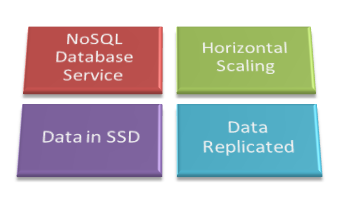 NoSQL
Database
Service
Horizontal
Scaling
Data in SSD
Data
Replicated